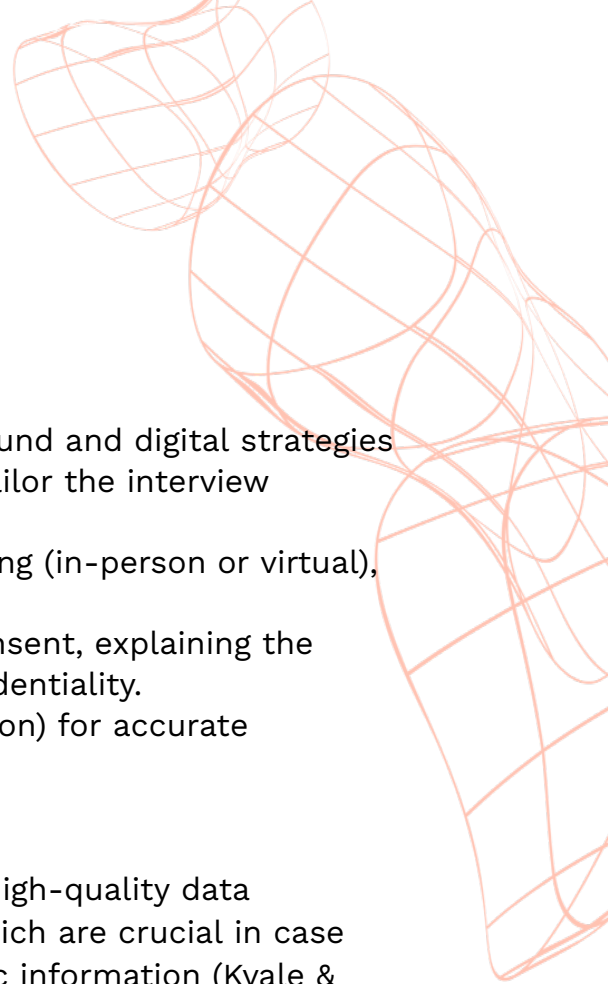 und and digital strategies
ilor the interview
ng (in-person or virtual),
nsent, explaining the
dentiality.
on) for accurate
igh-quality data
ich are crucial in case
c information (Kvale &